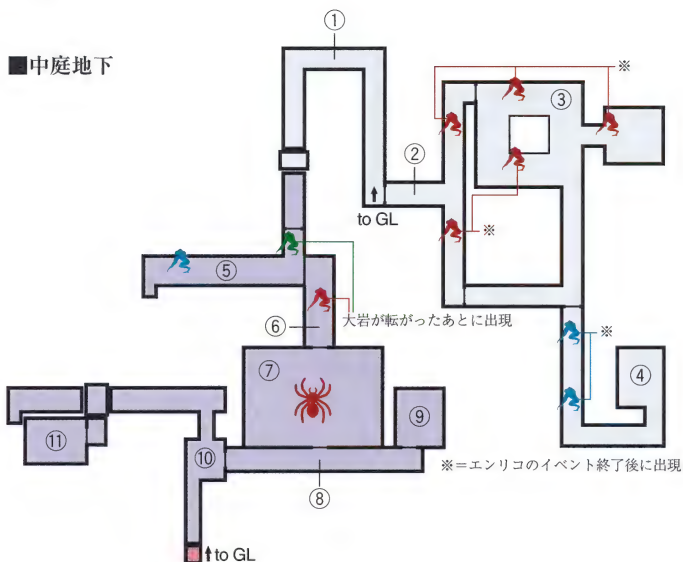 ■中庭地下
①
※
③
②
to GL
※
⑤
大岩が転がったあとに出現
⑥
※
⑦
④
⑨
⑪
⑩
※=エンリコのイベント終了後に出現
⑧
to GL